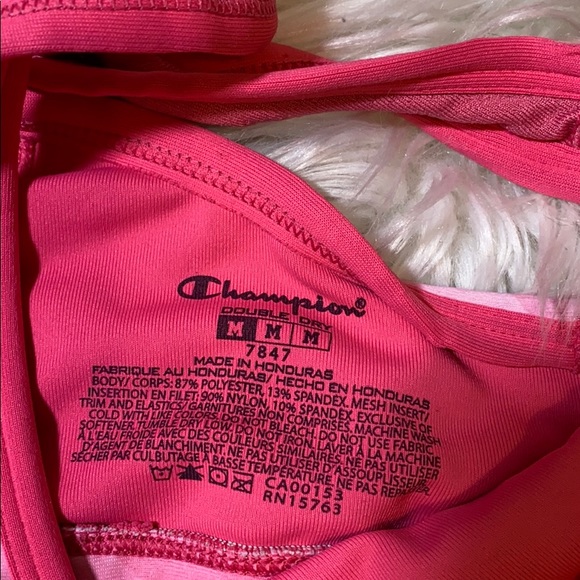 Champion®
DOUBLE DRY
M M M
7847
MADE IN HONDURAS
FABRIQUE AU HONDURAS/ HECHO EN HONDURAS
BODY/ CORPS: 87% POLYESTER, 13% SPANDEX. MESH INSERT/
INSERTION EN FILET: 90% NYLON, 10% SPANDEX. EXCLUSIVE OF
TRIM AND ELASTICS/ GARNITURES NON COMPRISES. MACHINE WASH
COLD WITH LIKE COLORS. DO NOT BLEACH. DO NOT USE FABRIC
SOFTENER. TUMBLE DRY LOW. DO NOT IRON. LAVER À LA MACHINE
À L'EAU FROIDE AVEC DES COULEURS SIMILAIRES. NE PAS UTILISER
D'AGENT DE BLANCHIMENT. NE PAS UTILISER D'ASSOUPLISSEUR.
SÉCHER PAR CULBUTAGE À BASSE TEMPÉRATURE. NE PAS REPASSER.
CA00153
RN15763